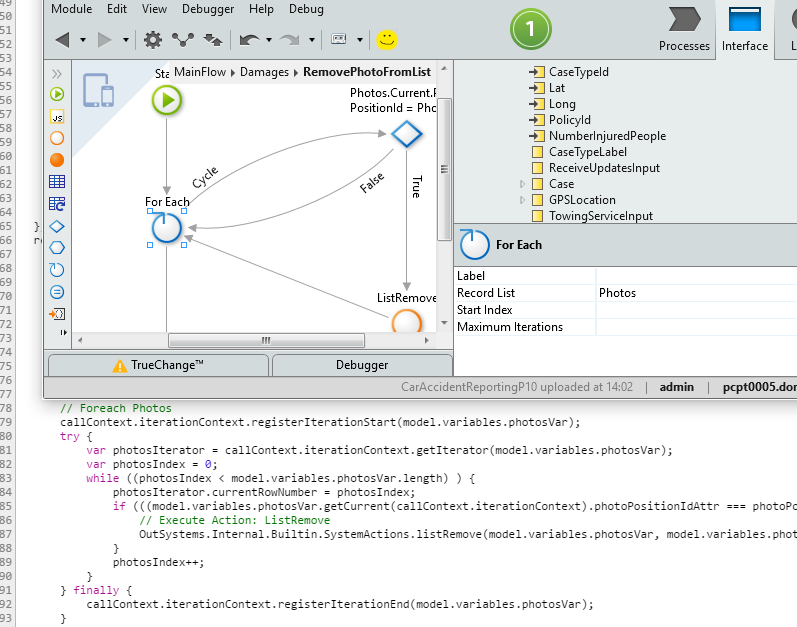 Module Edit View Debugger Help Debug
1
Processes
Interface
MainFlow Damages RemovePhotoFromList
Photos.Current.
PositionId = Pho
Cycle
False
True
For Each
ListRemove
CaseTypeId
Lat
Long
PolicyId
NumberInjuredPeople
CaseTypeLabel
ReceiveUpdatesInput
Case
GPSLocation
TowingServiceInput
For Each
Label
Record List Photos
Start Index
Maximum Iterations
TrueChange™ Debugger
CarAccidentReportingP10 uploaded at 14:02 | admin | pcpt0005.do
50
51
52
53
54
55
56
57
58
59
60
61
62
63
64
65 }
66
67
68
69
70
71
72
73
74
75
76
77
78 // Foreach Photos
79 callContext.iterationContext.registerIterationStart(model.variables.photosVar);
80 try {
81 var photosIterator = callContext.iterationContext.getIterator(model.variables.photosVar);
82 var photosIndex = 0;
83 while ((photosIndex < model.variables.photosVar.length) ) {
84 photosIterator.currentRowNumber = photosIndex;
85 if (((model.variables.photosVar.getCurrent(callContext.iterationContext).photoPositionIdAttr === photoPo
86 // Execute Action: ListRemove
87 OutSystems.Internal.Builtin.SystemActions.listRemove(model.variables.photosVar, model.variables.phot
88 }
89 photosIndex++;
90 }
91 } finally {
92 callContext.iterationContext.registerIterationEnd(model.variables.photosVar);
93 }